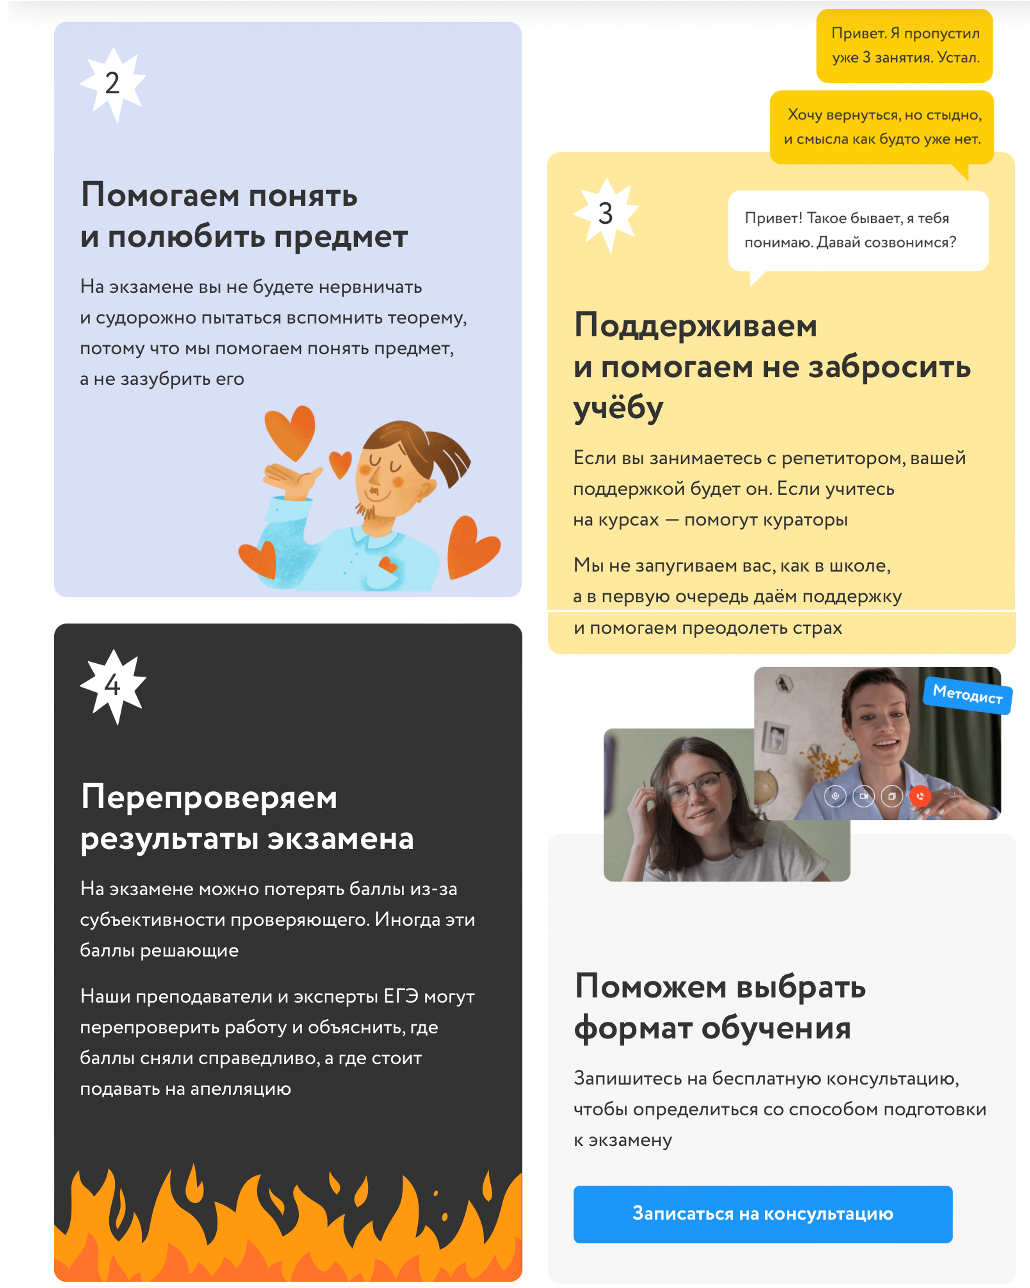 2
Помогаем понять
и полюбить предмет
На экзамене вы не будете нервничать
и судорожно пытаться вспомнить теорему,
потому что мы помогаем понять предмет,
а не зазубрить его
Привет. Я пропустил
уже 3 занятия. Устал.
Хочу вернуться, но стыдно,
и смысла как будто уже нет.
3
Привет! Такое бывает, я тебя
понимаю. Давай созвонимся?
Поддерживаем
и помогаем не забросить
учёбу
Если вы занимаетесь с репетитором, вашей
поддержкой будет он. Если учитесь
на курсах — помогут кураторы
Мы не запугиваем вас, как в школе,
а в первую очередь даём поддержку
и помогаем преодолеть страх
4
Перепроверяем
результаты экзамена
На экзамене можно потерять баллы из-за
субъективности проверяющего. Иногда эти
баллы решающие
Наши преподаватели и эксперты ЕГЭ могут
перепроверить работу и объяснить, где
баллы сняли справедливо, а где стоит
подавать на апелляцию
Методист
Поможем выбрать
формат обучения
Запишитесь на бесплатную консультацию,
чтобы определиться со способом подготовки
к экзамену
Записаться на консультацию